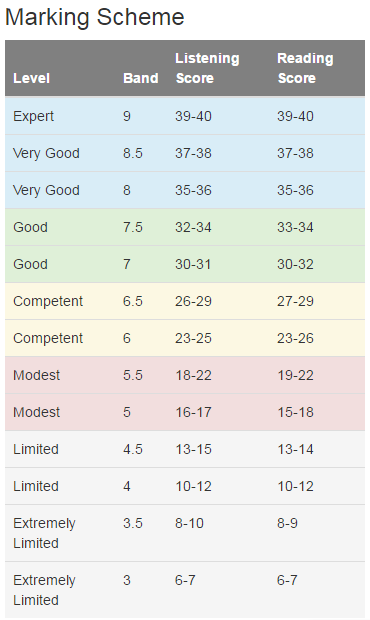 Marking Scheme
Level Band Listening Score Reading Score
Expert 9 39-40 39-40
Very Good 8.5 37-38 37-38
Very Good 8 35-36 35-36
Good 7.5 32-34 33-34
Good 7 30-31 30-32
Competent 6.5 26-29 27-29
Competent 6 23-25 23-26
Modest 5.5 18-22 19-22
Modest 5 16-17 15-18
Limited 4.5 13-15 13-14
Limited 4 10-12 10-12
Extremely Limited 3.5 8-10 8-9
Extremely Limited 3 6-7 6-7